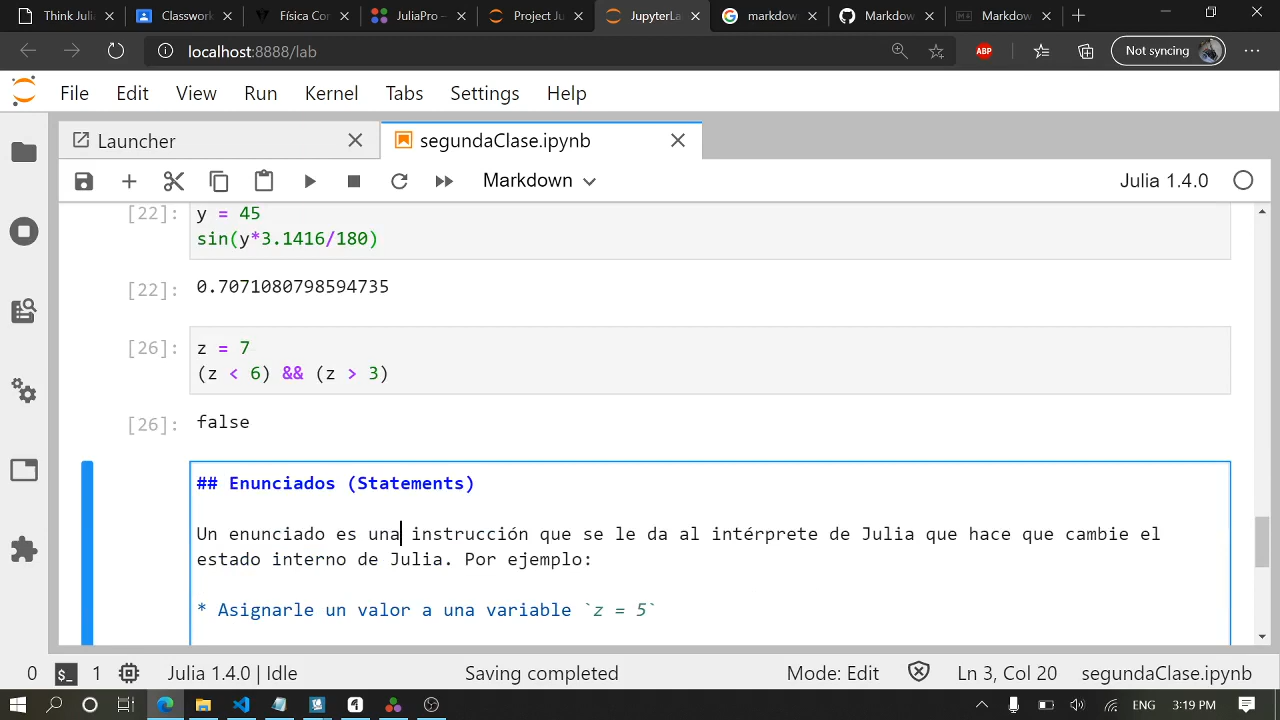 Think Julia
Classwork
Física Con
JuliaPro -
Project Ju
JupyterLa
markdow
Markdow
Markdow
localhost:8888/lab
ABP
Not syncing
File Edit View Run Kernel Tabs Settings Help
Launcher
segundaClase.ipynb
Markdown
Julia 1.4.0
[22]: y = 45
sin(y*3.1416/180)
[22]: 0.7071080798594735
[26]: z = 7
(z < 6) && (z > 3)
[26]: false
## Enunciados (Statements)
Un enunciado es una instrucción que se le da al intérprete de Julia que hace que cambie el
estado interno de Julia. Por ejemplo:
* Asignarle un valor a una variable `z = 5`
0 $_ 1 Julia 1.4.0 | Idle Saving completed Mode: Edit Ln 3, Col 20 segundaClase.ipynb
ENG 3:19 PM